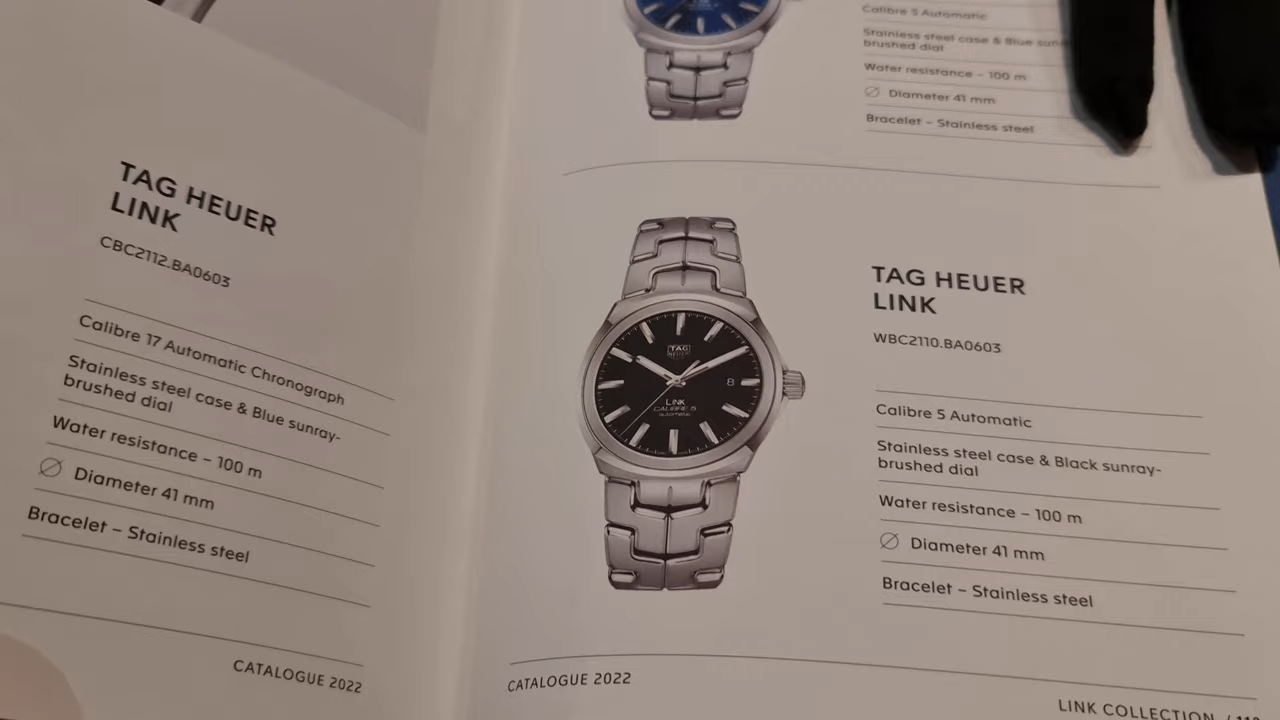 TAG HEUER
LINK
CBC2112.BA0603
Calibre 17 Automatic Chronograph
Stainless steel case & Blue sunray-
brushed dial
Water resistance – 100 m
Diameter 41 mm
Bracelet – Stainless steel
CATALOGUE 2022
Calibre 5 Automatic
Stainless steel case & Blue
brushed dial
Water resistance – 100 m
Diameter 41 mm
Bracelet – Stainless steel
TAG
HEUER
8
LINK
CALIBRE 5
AUTOMATIC
TAG HEUER
LINK
WBC2110.BA0603
Calibre 5 Automatic
Stainless steel case & Black sunray-
brushed dial
Water resistance – 100 m
Diameter 41 mm
Bracelet – Stainless steel
CATALOGUE 2022
LINK COLLECTION /